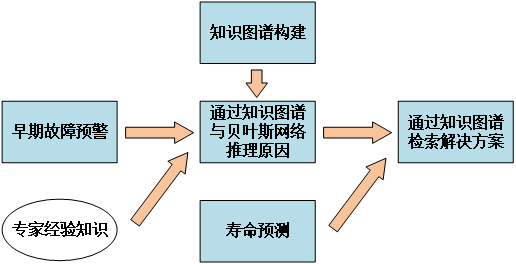 知识图谱构建
早期故障预警
通过知识图谱
与贝叶斯网络
推理原因
通过知识图谱
检索解决方案
专家经验知识
寿命预测